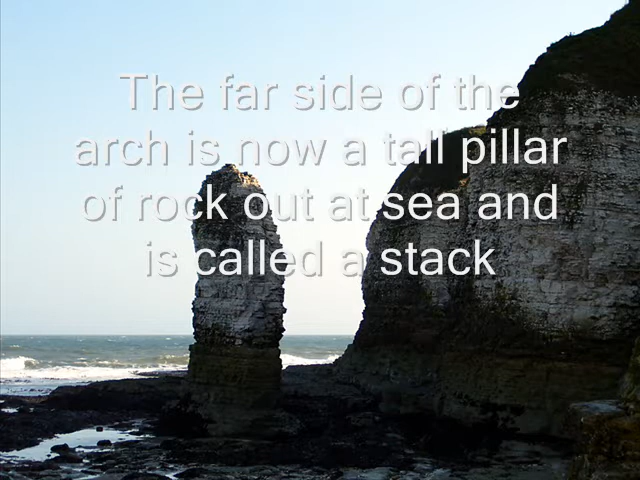 The far side of the
arch is now a tall pillar
of rock out at sea and
is called a stack